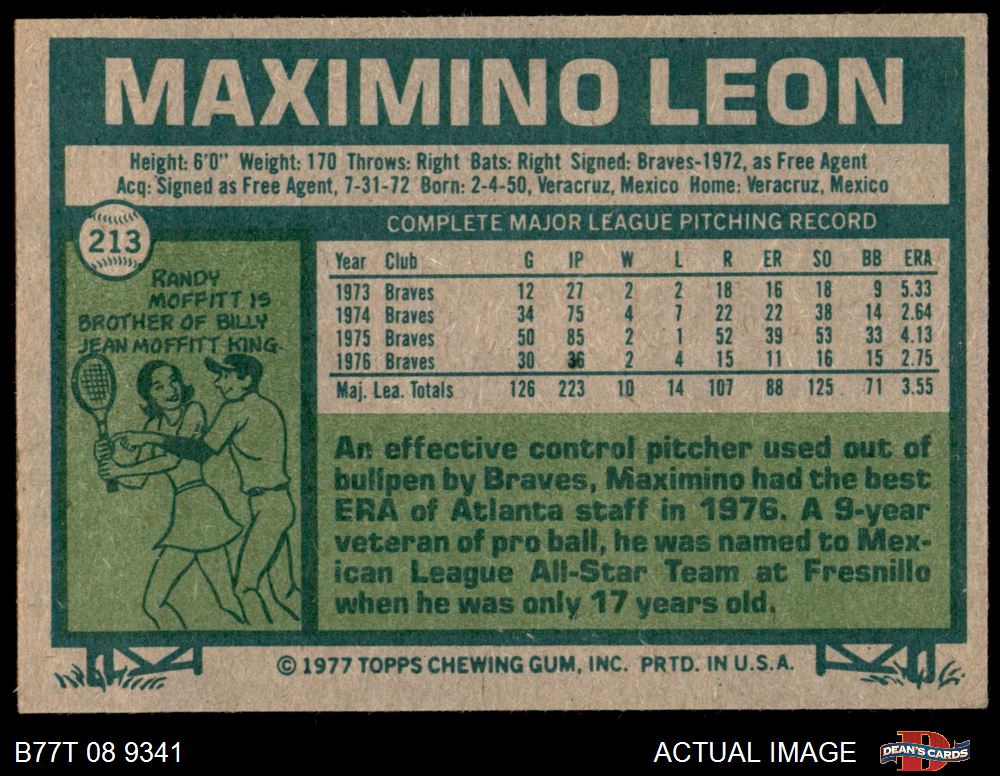 MAXIMINO LEON
Height: 6'0" Weight: 170 Throws: Right Bats: Right Signed: Braves-1972, as Free Agent
Acq: Signed as Free Agent, 7-31-72 Born: 2-4-50, Veracruz, Mexico Home: Veracruz, Mexico
213
RANDY
MOFFITT IS
BROTHER OF BILLY
JEAN MOFFITT KING.
COMPLETE MAJOR LEAGUE PITCHING RECORD
Year Club G IP W L R ER SO BB ERA
1973 Braves 12 27 2 2 18 16 18 9 5.33
1974 Braves 34 75 4 7 22 22 38 14 2.64
1975 Braves 50 85 2 1 52 39 53 33 4.13
1976 Braves 30 36 2 4 15 11 16 15 2.75
Maj. Lea. Totals 126 223 10 14 107 88 125 71 3.55
An effective control pitcher used out of
bullpen by Braves, Maximino had the best
ERA of Atlanta staff in 1976. A 9-year
veteran of pro ball, he was named to Mex-
ican League All-Star Team at Fresnillo
when he was only 17 years old.
© 1977 TOPPS CHEWING GUM, INC. PRTD. IN U.S.A.
B77T 08 9341
ACTUAL IMAGE
D
DEAN'S CARDS